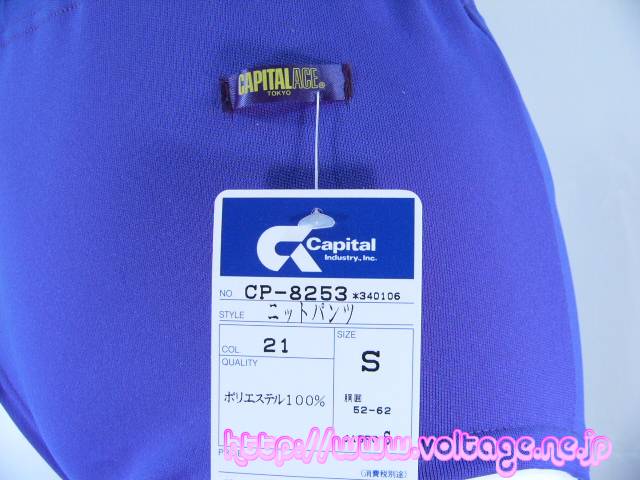 CAPITALACE®
TOKYO
Capital
Industry., Inc.
NO CP-8253 *340106
STYLE ニットパンツ
COL. 21
SIZE S
QUALITY
ポリエステル100%
胴囲
52-62
S
(消費税別途)
http://www.voltage.ne.jp